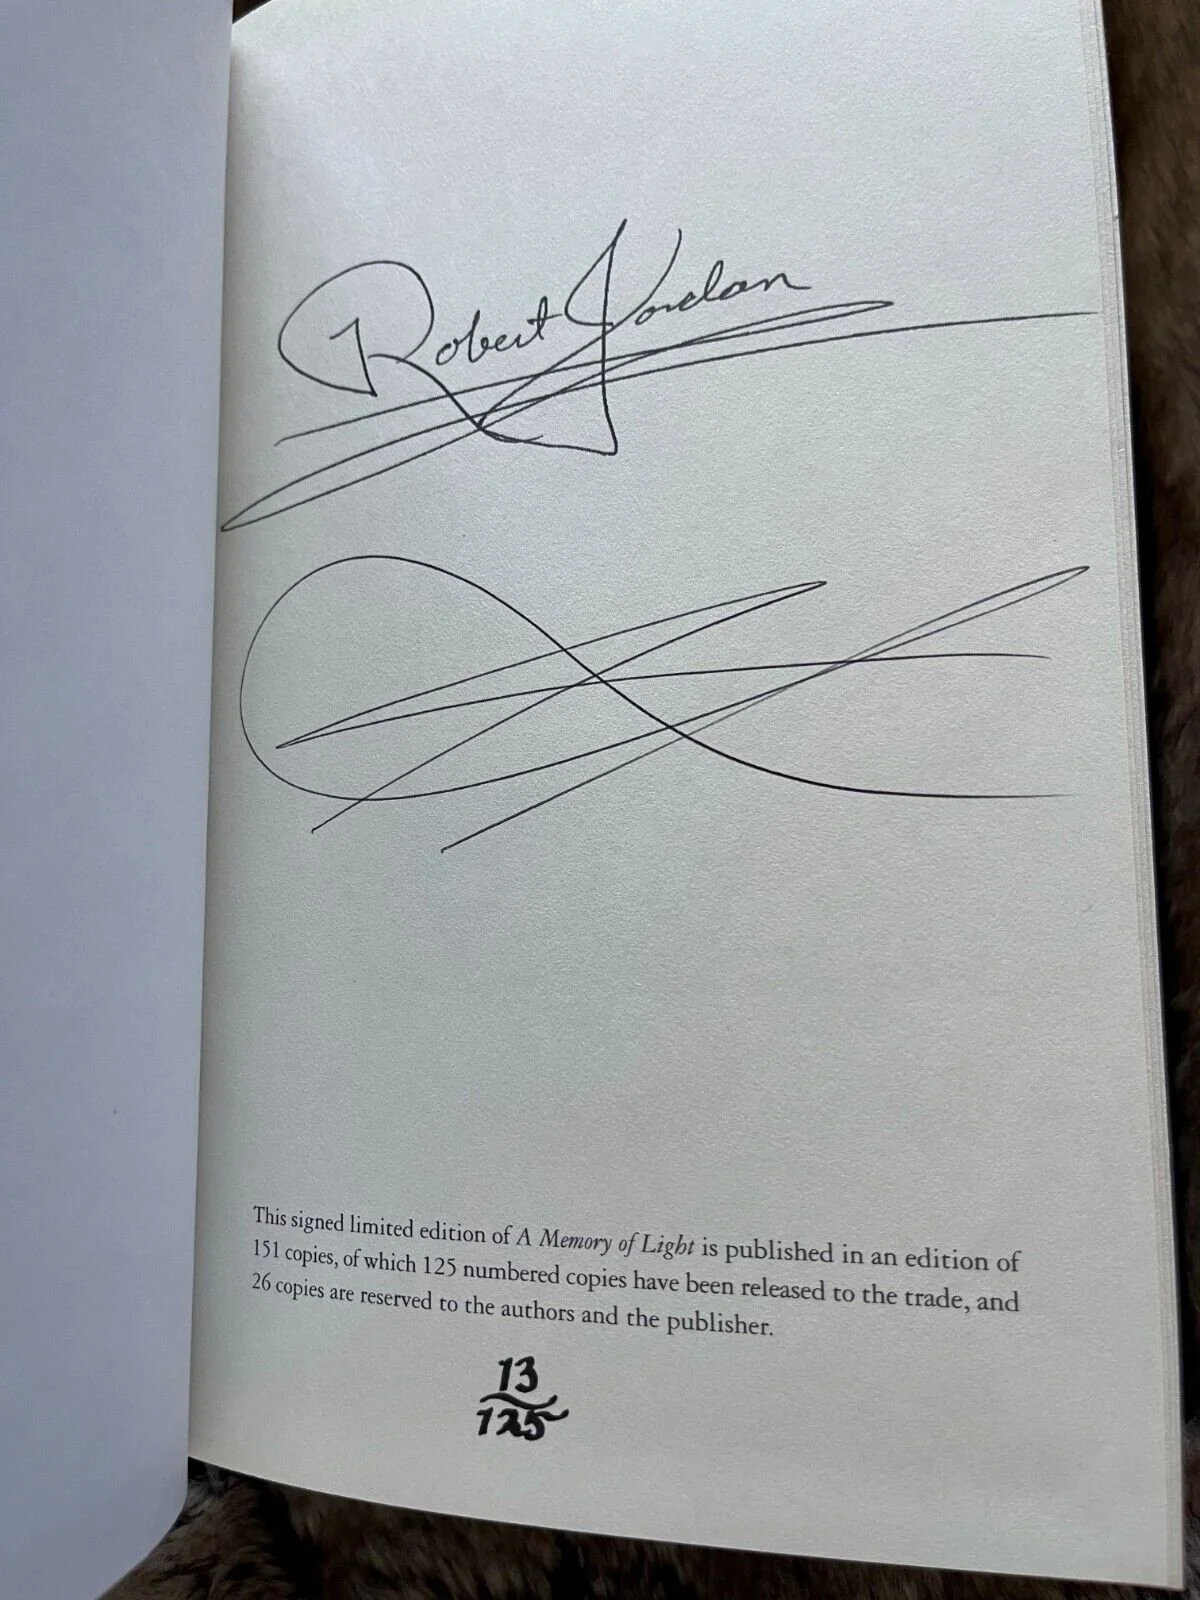 Robert Jordan
This signed limited edition of A Memory of Light is published in an edition of
151 copies, of which 125 numbered copies have been released to the trade, and
26 copies are reserved to the authors and the publisher.
13
125